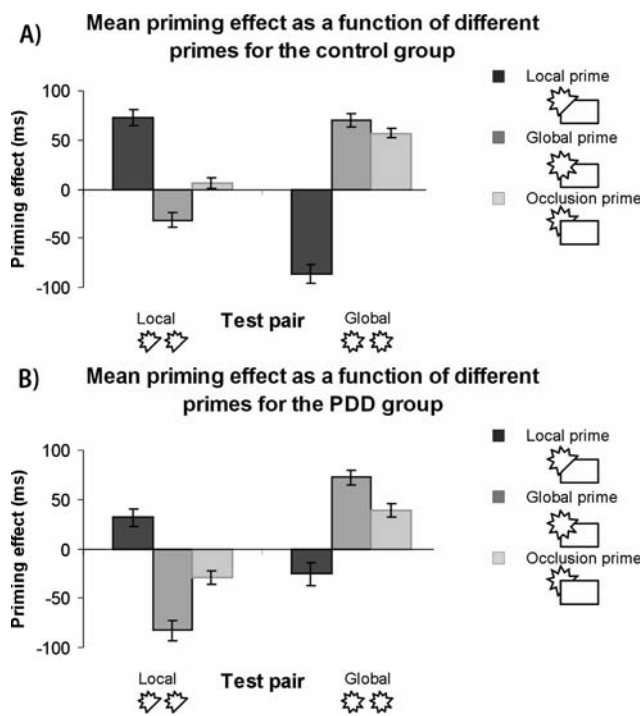 A)
Mean priming effect as a function of different
primes for the control group
Priming effect (ms)
100
50
0
-50
-100
Local
Test pair
Global
Local prime
Global prime
Occlusion prime
B)
Mean priming effect as a function of different
primes for the PDD group
Priming effect (ms)
100
50
0
-50
-100
Local
Test pair
Global
Local prime
Global prime
Occlusion prime